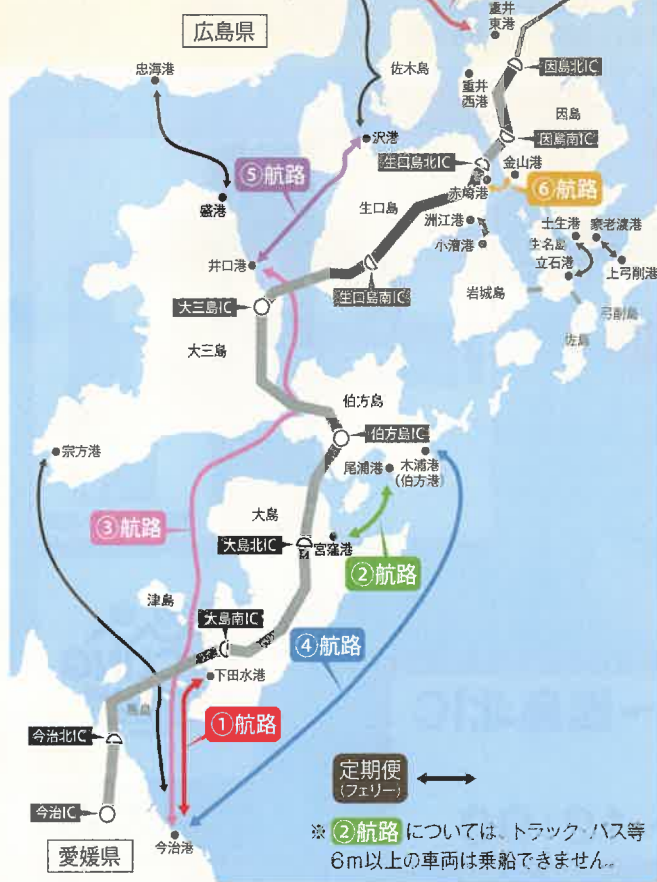 広島県
重井
東港
忠海港
佐木島
因島北IC
重井
西港
因島
沢港
因島南IC
生口島北IC
金山港
⑤航路
赤崎港
⑥航路
盛港
生口島
洲江港
土生港
家老渡港
小漕港
生名島
立石港
上弓削港
井口港
生口島南IC
岩城島
弓削島
大三島IC
佐島
大三島
伯方島
伯方島IC
宗方港
尾浦港
木浦港
(伯方港)
大島
③航路
大島北IC
宮窪港
②航路
津島
大島南IC
④航路
下田水港
馬島
①航路
今治北IC
定期便
(フェリー)
今治IC
今治港
愛媛県
※②航路については、トラック・バス等
6m以上の車両は乗船できません。